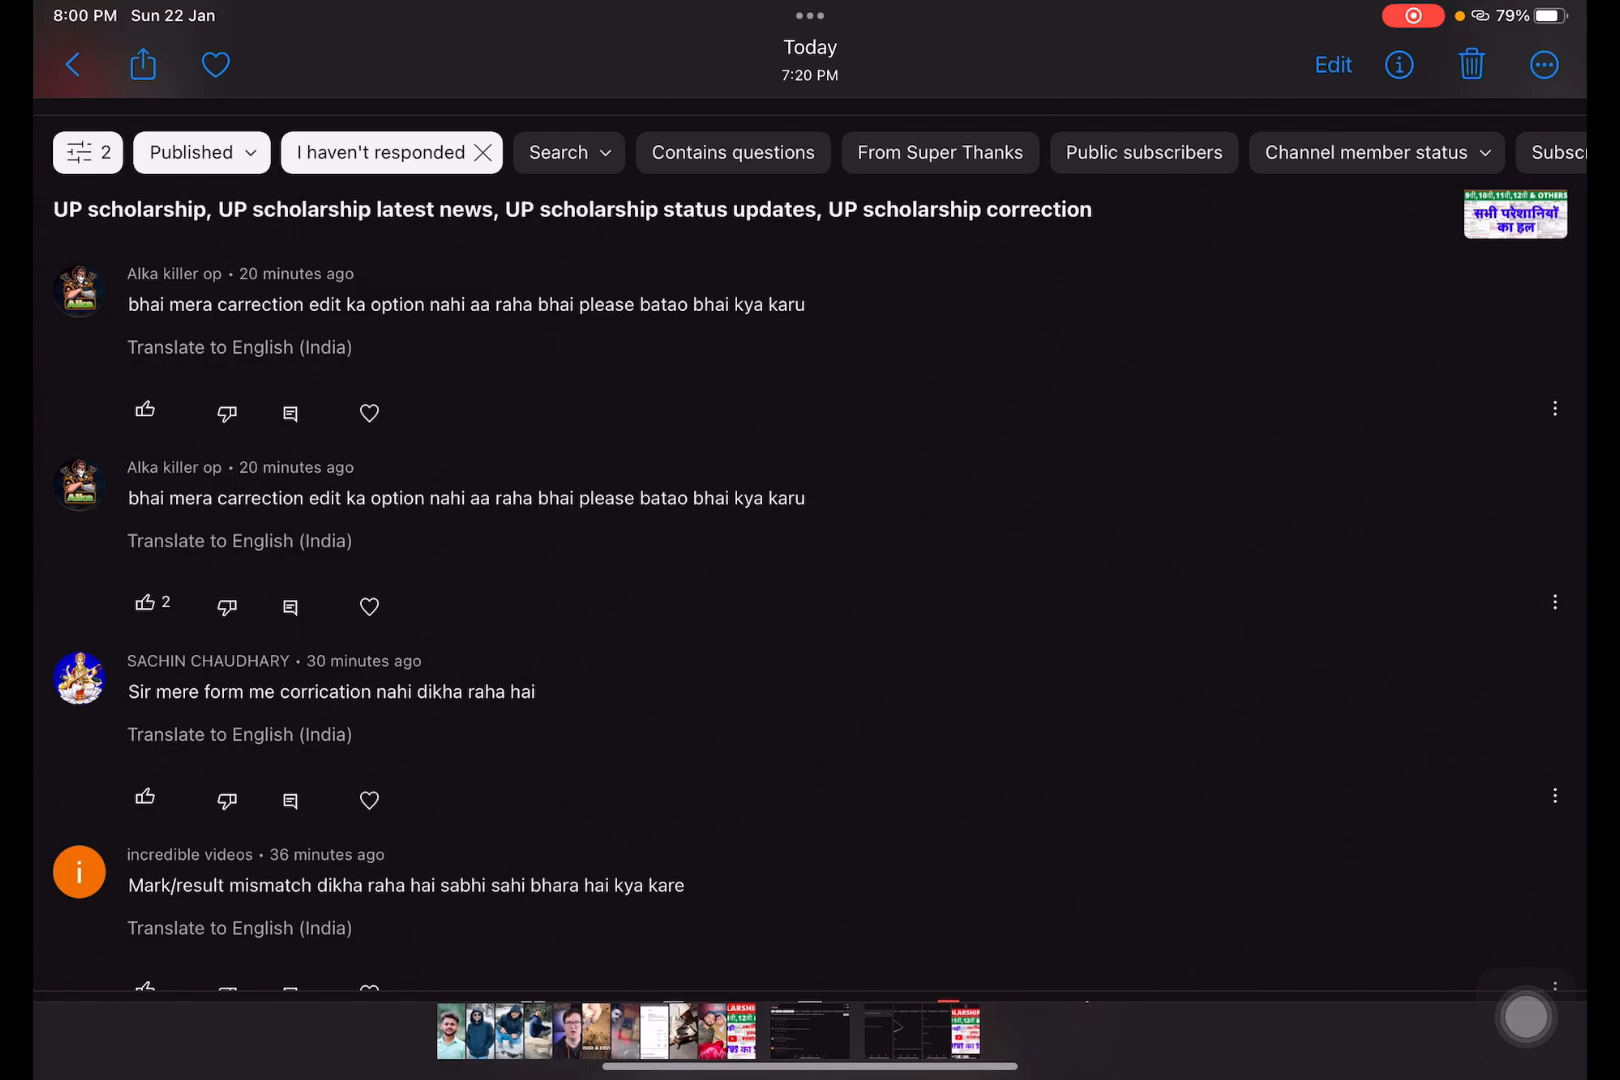 8:00 PM Sun 22 Jan
79%
Today
7:20 PM
Edit
2
Published
I haven't responded
Search
Contains questions
From Super Thanks
Public subscribers
Channel member status
Subsc
UP scholarship, UP scholarship latest news, UP scholarship status updates, UP scholarship correction
9वी,10वी,11वी,12वी & OTHERS
सभी परेशानियों
का हल
Alka killer op • 20 minutes ago
bhai mera carrection edit ka option nahi aa raha bhai please batao bhai kya karu
Translate to English (India)
Alka killer op • 20 minutes ago
bhai mera carrection edit ka option nahi aa raha bhai please batao bhai kya karu
Translate to English (India)
2
SACHIN CHAUDHARY • 30 minutes ago
Sir mere form me corrication nahi dikha raha hai
Translate to English (India)
i
incredible videos • 36 minutes ago
Mark/result mismatch dikha raha hai sabhi sahi bhara hai kya kare
Translate to English (India)